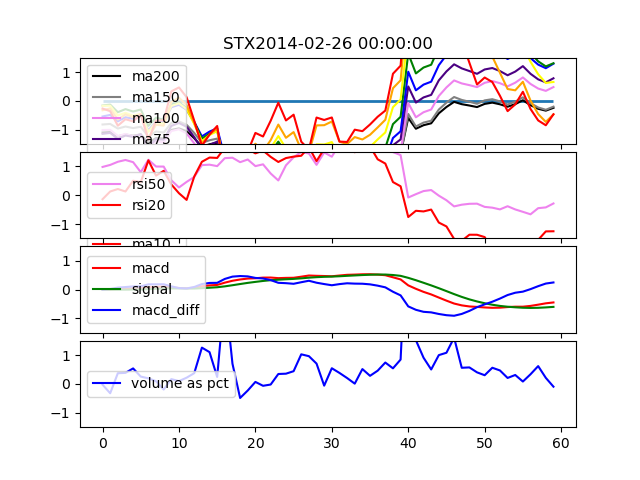 STX2014-02-26 00:00:00
1
0
−1
ma200
ma150
ma100
ma75
1
0
−1
rsi50
rsi20
ma10
1
0
−1
macd
signal
macd_diff
1
0
−1
volume as pct
0 10 20 30 40 50 60